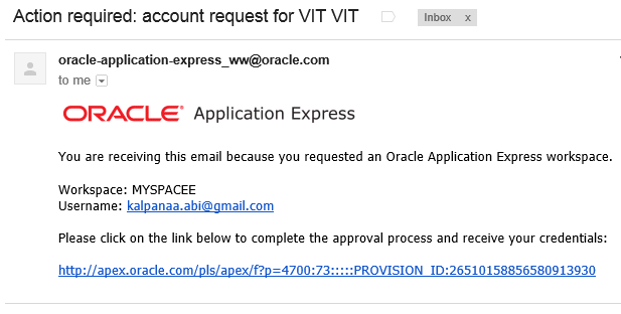 Action required: account request for VIT VIT Inbox x
oracle-application-express_ww@oracle.com
to me
ORACLE® Application Express
You are receiving this email because you requested an Oracle Application Express workspace.
Workspace: MYSPACEE
Username: kalpanaa.abi@gmail.com
Please click on the link below to complete the approval process and receive your credentials:
http://apex.oracle.com/pls/apex/f?p=4700:73:::::PROVISION_ID:26510158856580913930